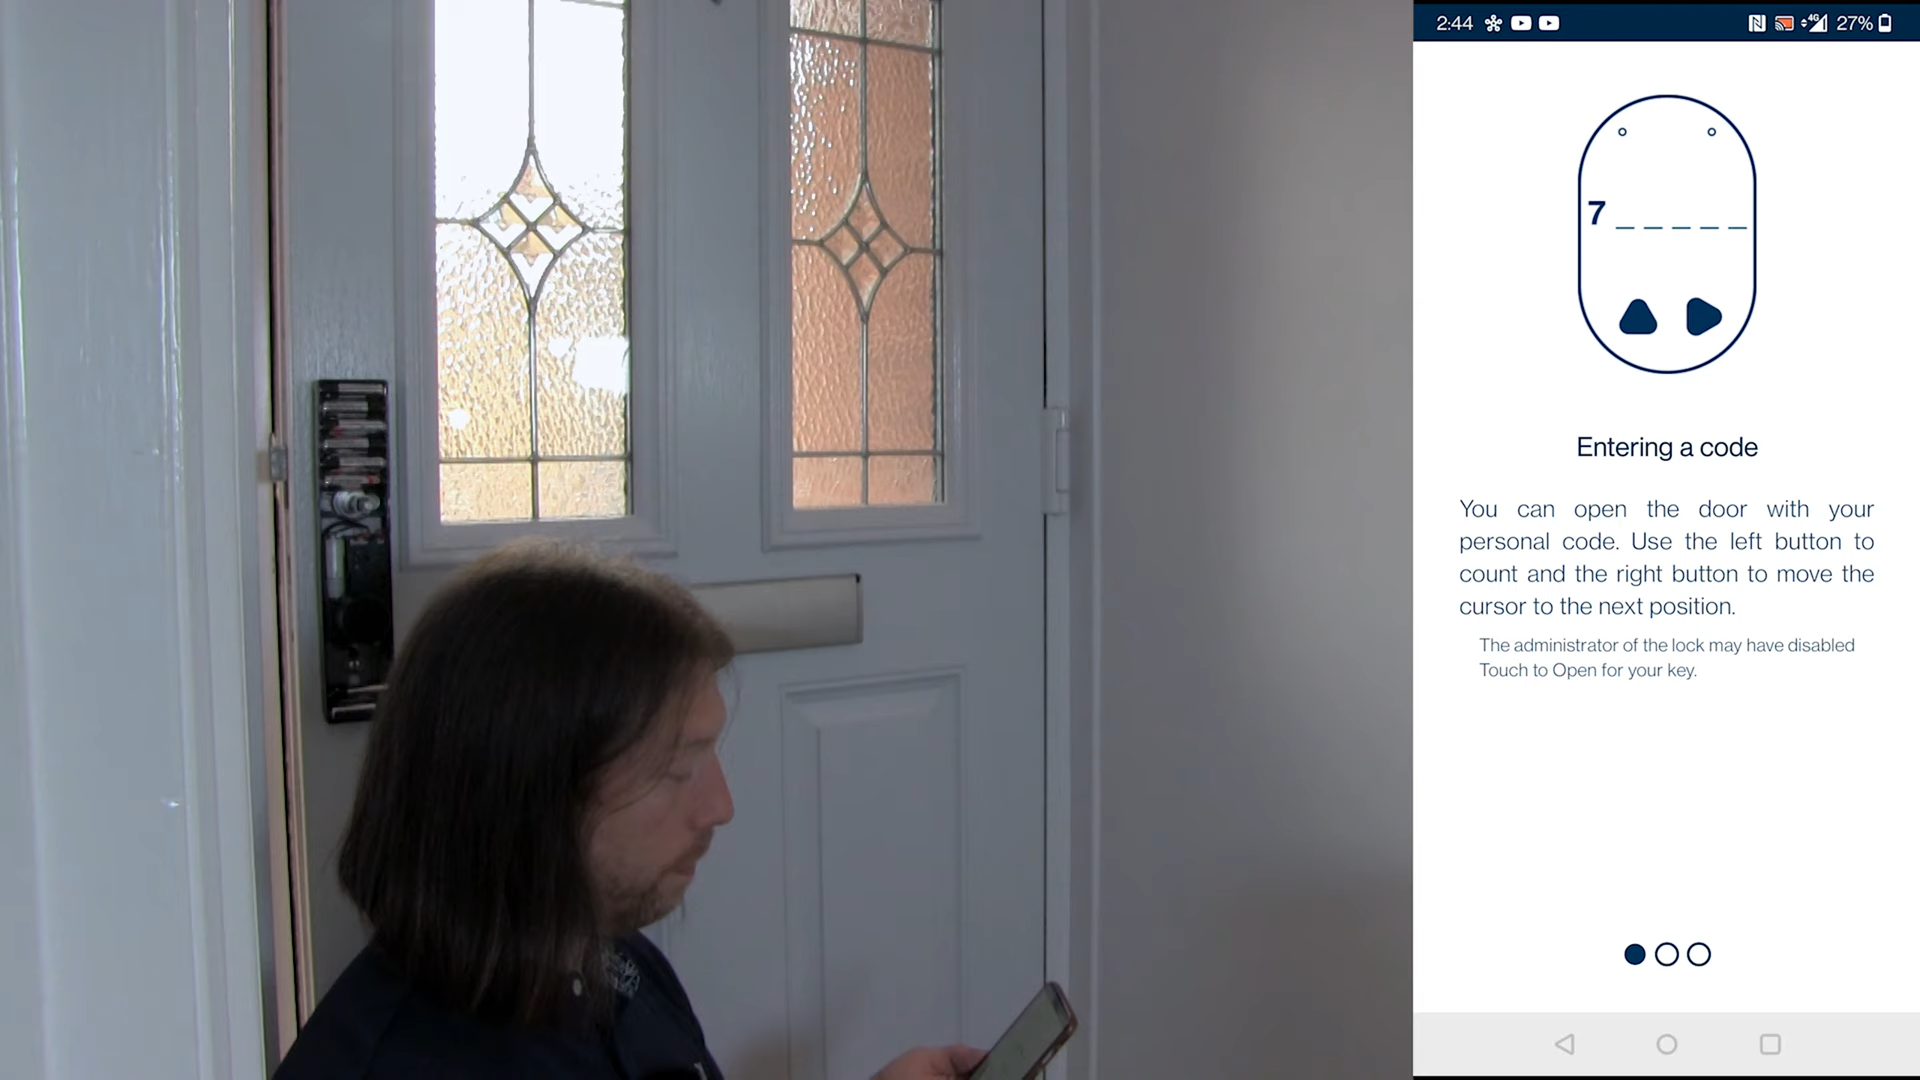 2:44 4G 27%
7 _ _ _ _ _
Entering a code
You can open the door with your
personal code. Use the left button to
count and the right button to move the
cursor to the next position.
The administrator of the lock may have disabled
Touch to Open for your key.